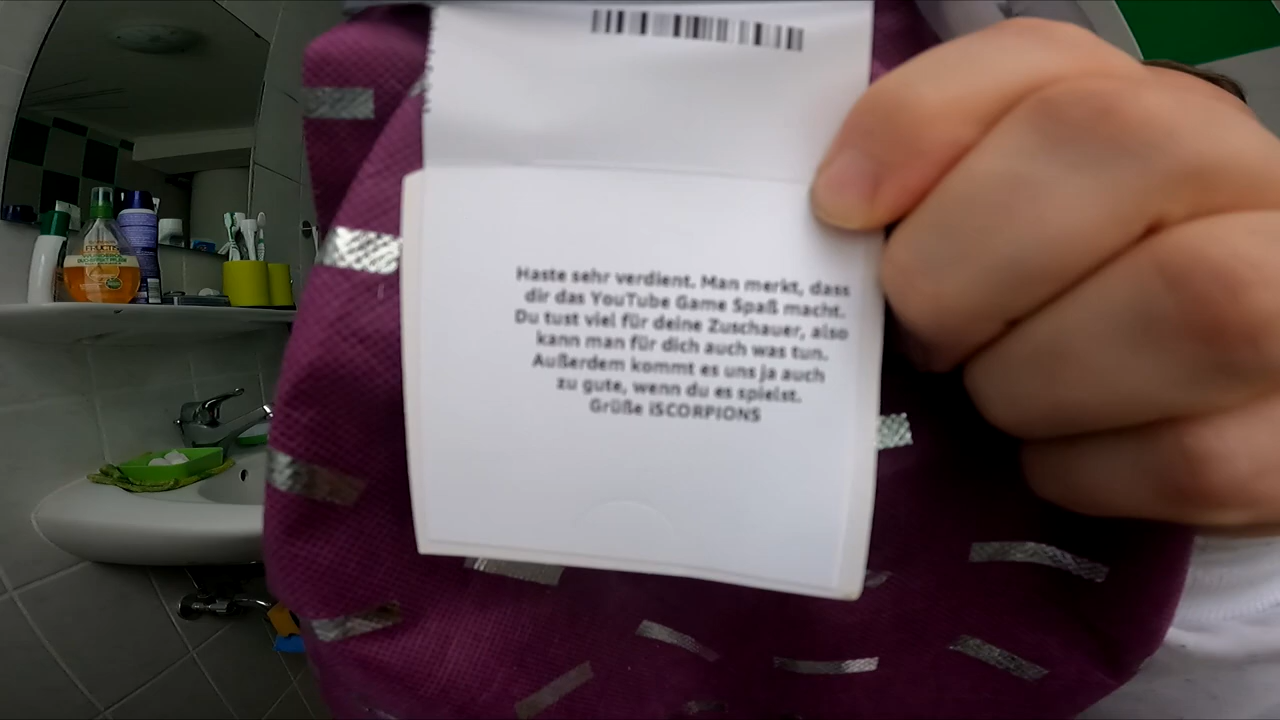 Haste sehr verdient. Man merkt, dass
dir das YouTube Game Spaß macht.
Du tust viel für deine Zuschauer, also
kann man für dich auch was tun.
Außerdem kommt es uns ja auch
zu gute, wenn du es spielst.
Grüße iSCORPIONS
FRUCTIS